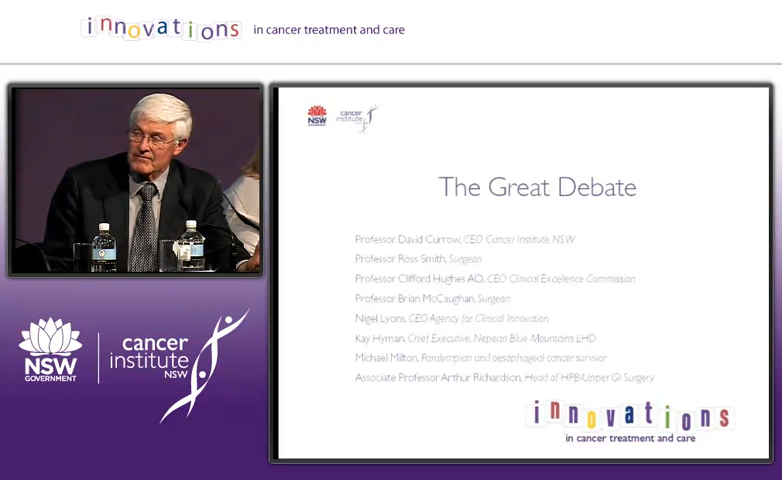 innovations in cancer treatment and care
NSW GOVERNMENT
cancer institute NSW
The Great Debate
Professor David Currow, CEO Cancer Institute NSW
Professor Ross Smith, Surgeon
Professor Clifford Hughes AO, CEO Clinical Excellence Commission
Professor Brian McCaughan, Surgeon
Nigel Lyons, CEO Agency for Clinical Innovation
Kay Hyman, Chief Executive, Nepean Blue Mountains LHD
Michael Milton, Paralympian and oesophageal cancer survivor
Associate Professor Arthur Richardson, Head of HPB/Upper GI Surgery
innovations
in cancer treatment and care
NSW
GOVERNMENT
cancer
institute
NSW